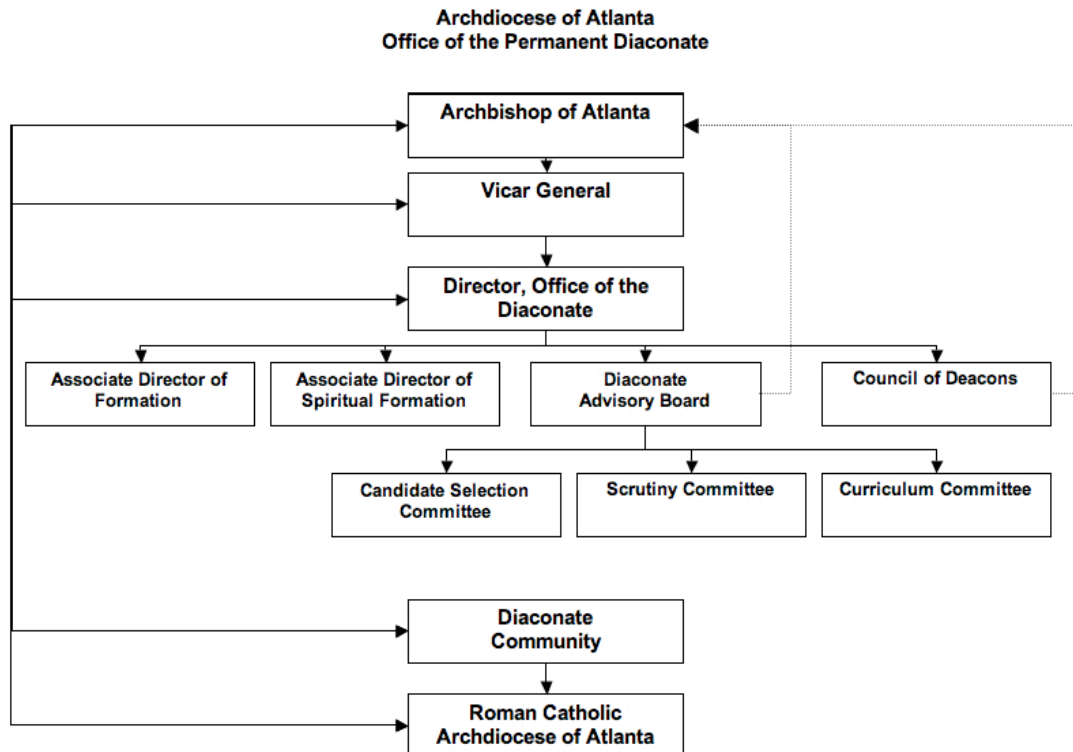 Archdiocese of Atlanta
Office of the Permanent Diaconate
Archbishop of Atlanta
Vicar General
Director, Office of the
Diaconate
Associate Director of
Formation
Associate Director of
Spiritual Formation
Diaconate
Advisory Board
Council of Deacons
Candidate Selection
Committee
Scrutiny Committee
Curriculum Committee
Diaconate
Community
Roman Catholic
Archdiocese of Atlanta